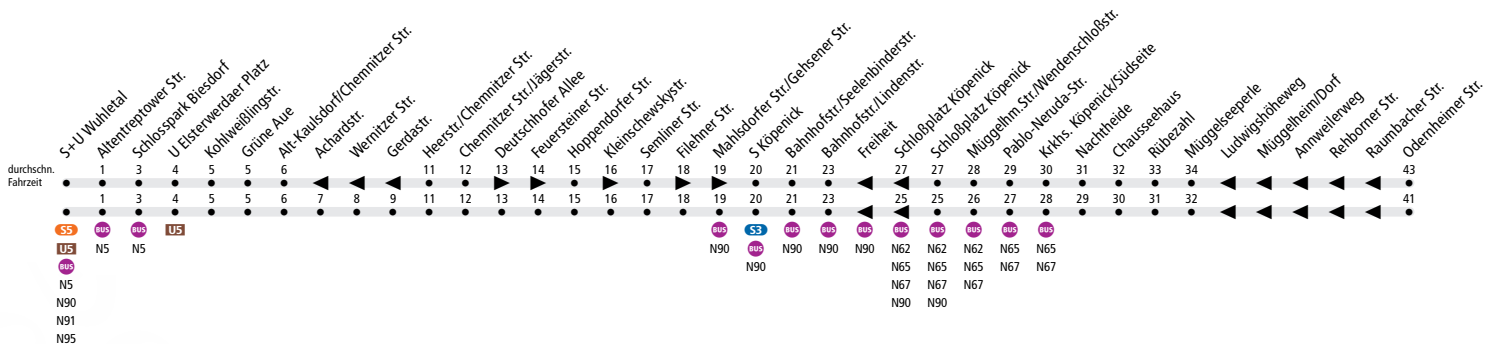 S+U Wuhletal
Altentreptower Str.
Schlosspark Biesdorf
U Elsterwerdaer Platz
Kohlweißlingstr.
Grüne Aue
Alt-Kaulsdorf/Chemnitzer Str.
Achardstr.
Wernitzer Str.
Gerdastr.
Heerstr./Chemnitzer Str.
Chemnitzer Str./Jägerstr.
Deutschhofer Allee
Feuersteiner Str.
Hoppendorfer Str.
Kleinschewskystr.
Semliner Str.
Filehner Str.
Mahlsdorfer Str./Gehsener Str.
S Köpenick
Bahnhofstr./Seelenbinderstr.
Bahnhofstr./Lindenstr.
Freiheit
Schloßplatz Köpenick
Schloßplatz Köpenick
Müggelhm-Str./Wendenschloßstr.
Pablo-Neruda-Str.
Krkhs. Köpenick/Südseite
Nachtheide
Chausseehaus
Rübezahl
Müggelseeperle
Ludwigshöheweg
Müggelheim/Dorf
Annweilerweg
Rehborner Str.
Raumbacher Str.
Odernheimer Str.
durchschn. 1 3 4 5 5 6 11 12 13 14 15 16 17 18 19 20 21 23 27 27 28 29 30 31 32 33 34 43
Fahrzeit
1 3 4 5 5 6 7 8 9 11 12 13 14 15 16 17 18 19 20 21 23 25 25 26 27 28 29 30 31 32 41
S5 BUS BUS U5 BUS S3 BUS BUS BUS BUS BUS BUS BUS BUS
U5 N5 N5 N90 BUS N90 N90 N90 N62 N62 N62 N65 N65
BUS N90 N65 N65 N65 N67 N67
N5 N67 N67 N67
N90 N90 N90
N91
N95